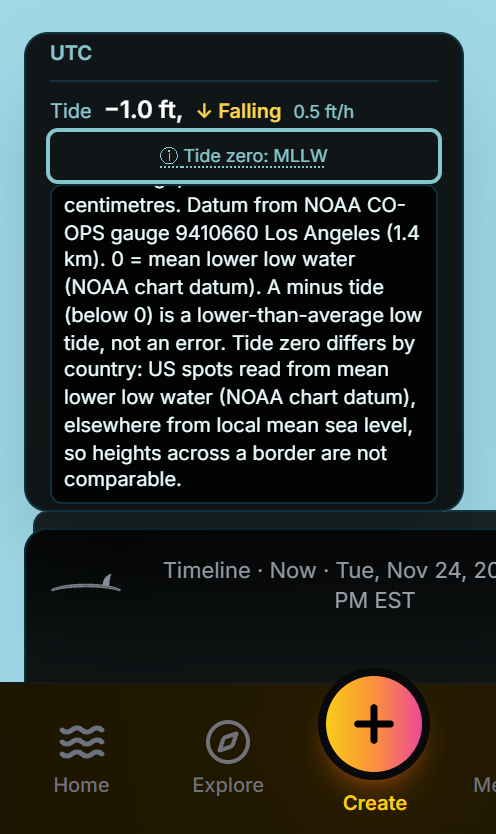 UTC
Tide −1.0 ft, ↓ Falling 0.5 ft/h
ⓘ Tide zero: MLLW
centimetres. Datum from NOAA CO-
OPS gauge 9410660 Los Angeles (1.4
km). 0 = mean lower low water
(NOAA chart datum). A minus tide
(below 0) is a lower-than-average low
tide, not an error. Tide zero differs by
country: US spots read from mean
lower low water (NOAA chart datum),
elsewhere from local mean sea level,
so heights across a border are not
comparable.
Timeline · Now · Tue, Nov 24, 20
PM EST
Home
Explore
Create